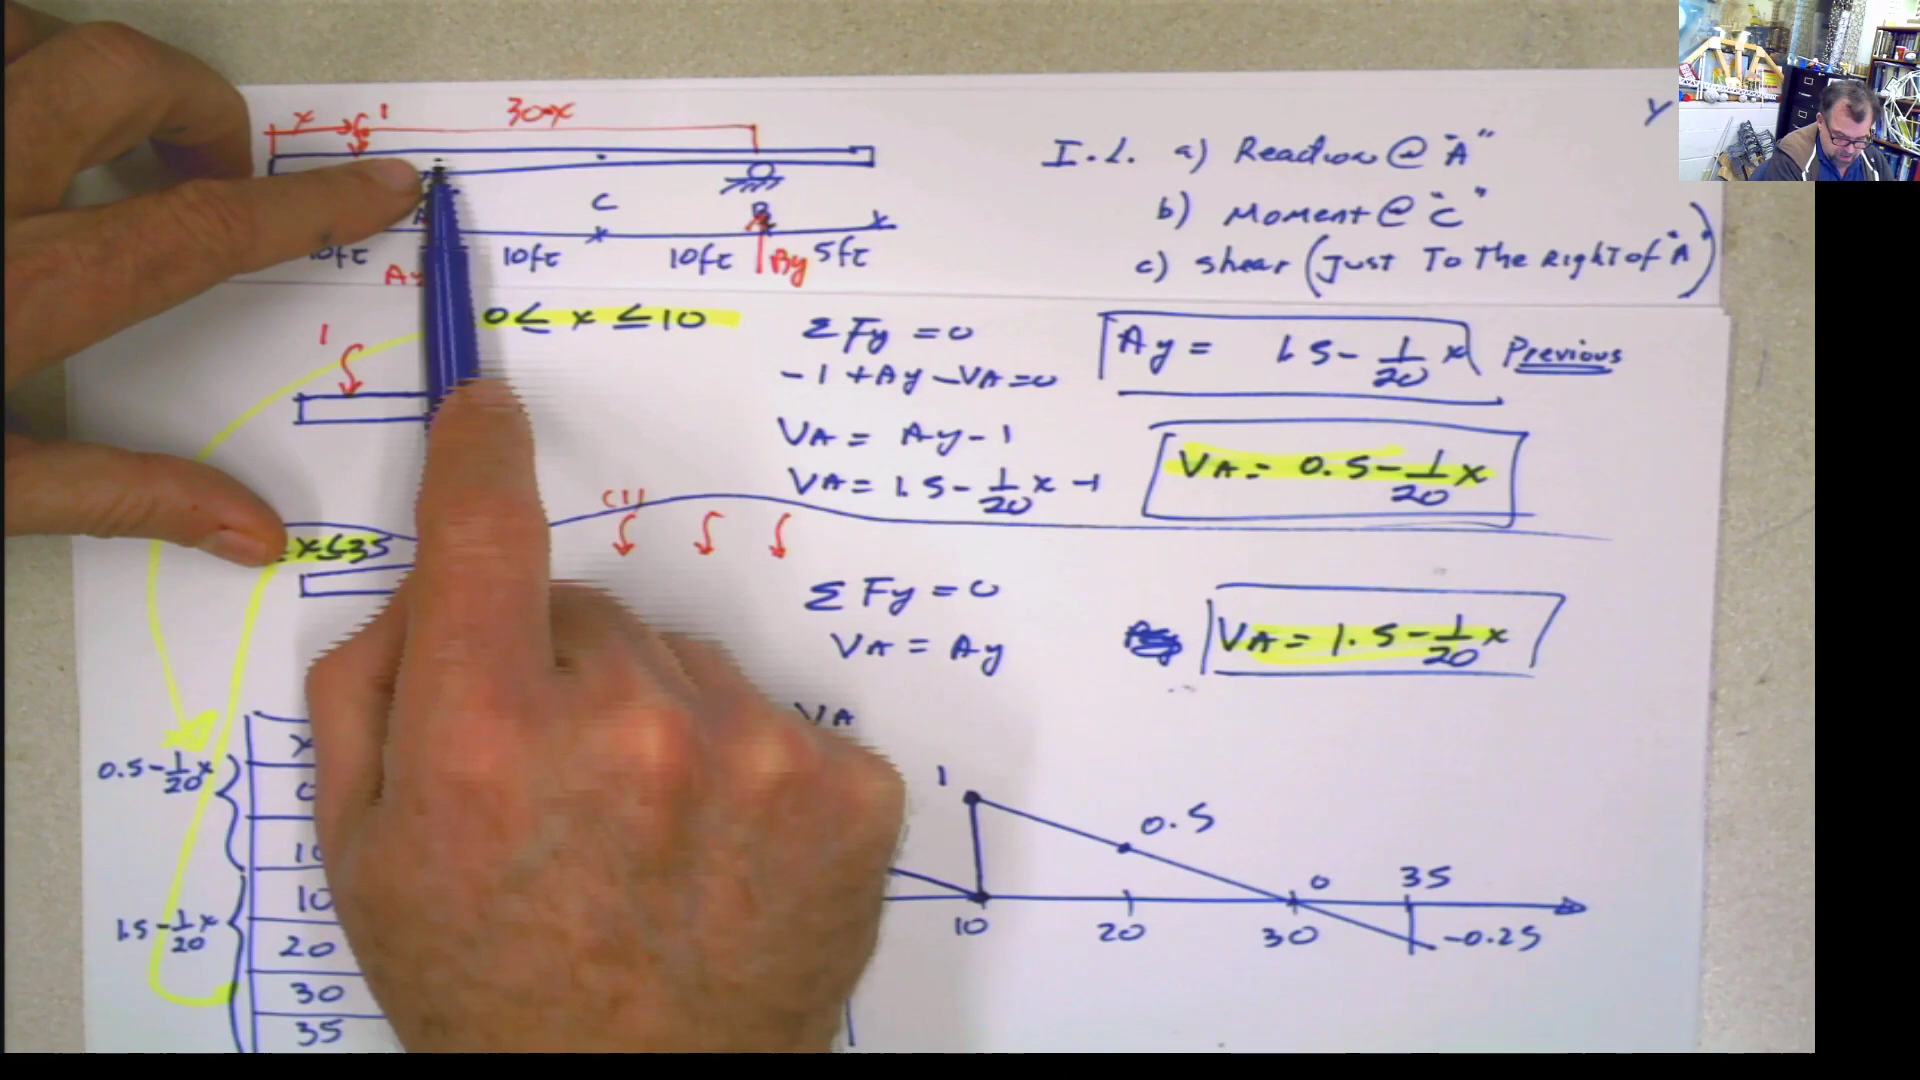 x 1 30-x
C
B
10ft 10ft 10ft 5ft
Ay By
I.L. a) Reaction @ "A"
b) Moment @ "C"
c) shear (Just To The Right of "A")
0 ≤ x ≤ 10
1
ΣFy = 0
-1 + Ay - VA = 0
VA = Ay - 1
VA = 1.5 - 1/20 x - 1
Ay = 1.5 - 1/20 x Previous
VA = 0.5 - 1/20 x
x ≤ 35
(1)
ΣFy = 0
VA = Ay
VA = 1.5 - 1/20 x
x
0.5 - 1/20 x
10
10
1.5 - 1/20 x
20
30
35
VA
1
0.5
0 35
10 20 30 -0.25